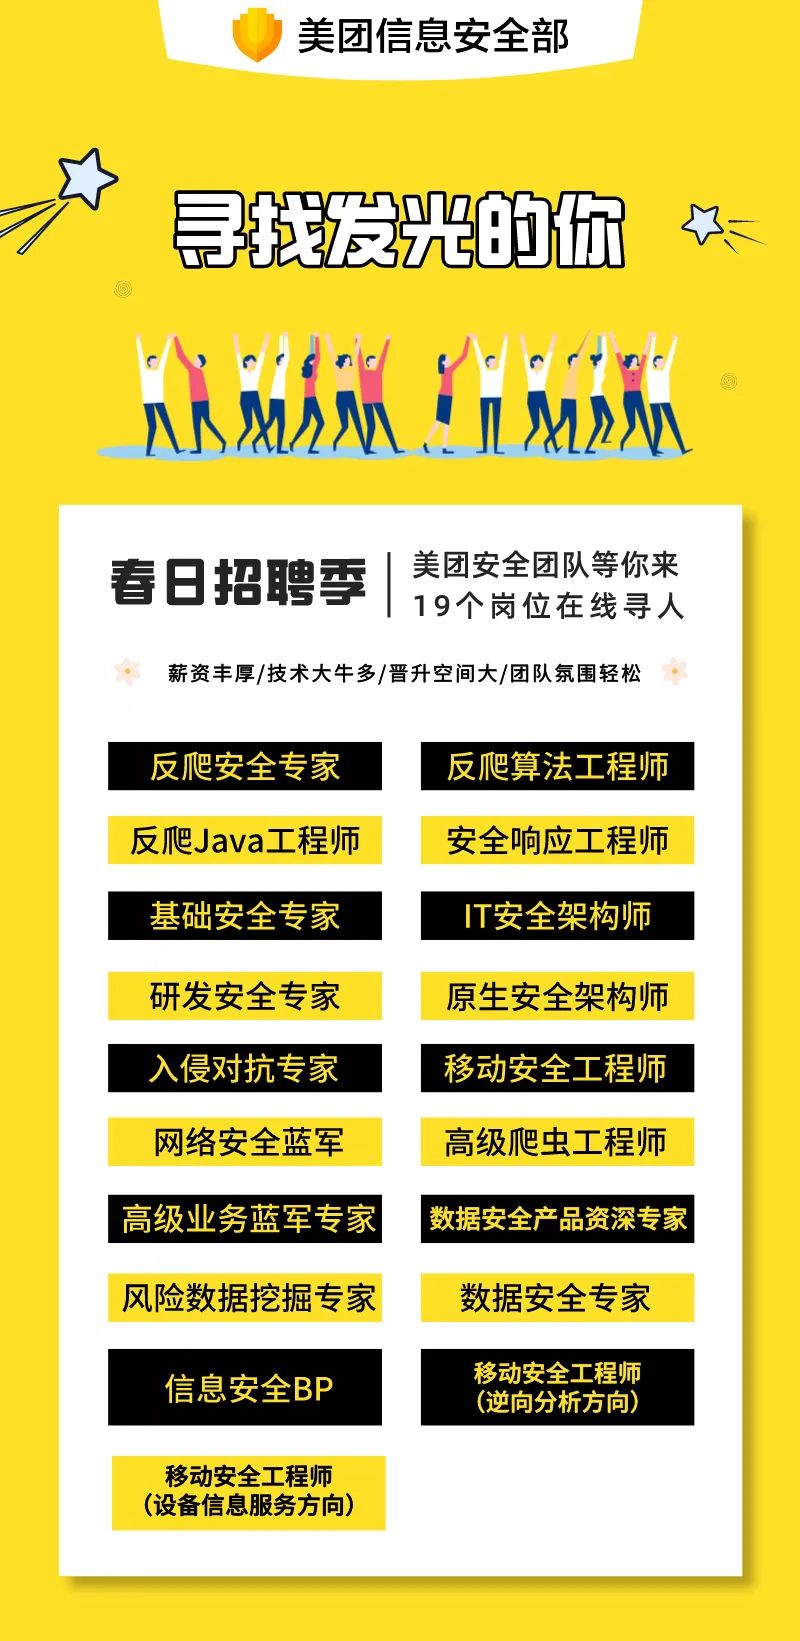 美团信息安全部
寻找发光的你
春日招聘季
美团安全团队等你来
19个岗位在线寻人
薪资丰厚/技术大牛多/晋升空间大/团队氛围轻松
反爬安全专家
反爬算法工程师
反爬Java工程师
安全响应工程师
基础安全专家
IT安全架构师
研发安全专家
原生安全架构师
入侵对抗专家
移动安全工程师
网络安全蓝军
高级爬虫工程师
高级业务蓝军专家
数据安全产品资深专家
风险数据挖掘专家
数据安全专家
信息安全BP
移动安全工程师
（逆向分析方向）
移动安全工程师
（设备信息服务方向）